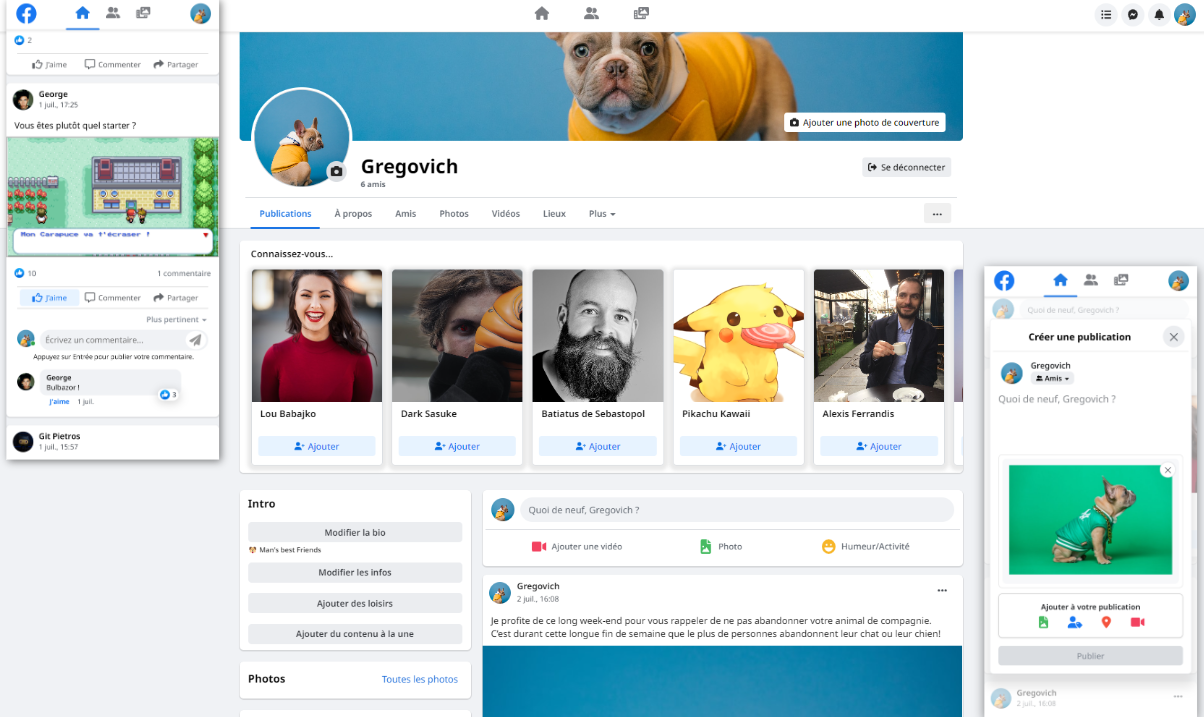 2
J'aime
Commenter
Partager
George
1 juil., 17:25
Vous êtes plutôt quel starter ?
Mon Carapuce va t'écraser !
10
1 commentaire
J'aime
Commenter
Partager
Plus pertinent
Écrivez un commentaire...
Appuyez sur Entrée pour publier votre commentaire.
George
Bulbazor !
3
J'aime
1 juil.
Git Pietros
1 juil., 15:57
Ajouter une photo de couverture
Gregovich
6 amis
Se déconnecter
Publications
À propos
Amis
Photos
Vidéos
Lieux
Plus
...
Connaissez-vous...
Lou Babajko
Dark Sasuke
Batiatus de Sebastopol
Pikachu Kawaii
Alexis Ferrandis
Ajouter
Ajouter
Ajouter
Ajouter
Ajouter
Intro
Modifier la bio
Man's best Friends
Modifier les infos
Ajouter des loisirs
Ajouter du contenu à la une
Photos
Toutes les photos
Quoi de neuf, Gregovich ?
Ajouter une vidéo
Photo
Humeur/Activité
Gregovich
2 juil., 16:08
...
Je profite de ce long week-end pour vous rappeler de ne pas abandonner votre animal de compagnie.
C'est durant cette longue fin de semaine que le plus de personnes abandonnent leur chat ou leur chien!
Quoi de neuf, Gregovich ?
Créer une publication
Gregovich
Amis
Quoi de neuf, Gregovich ?
Ajouter à votre publication
Publier
Gregovich
2 juil., 16:08
...